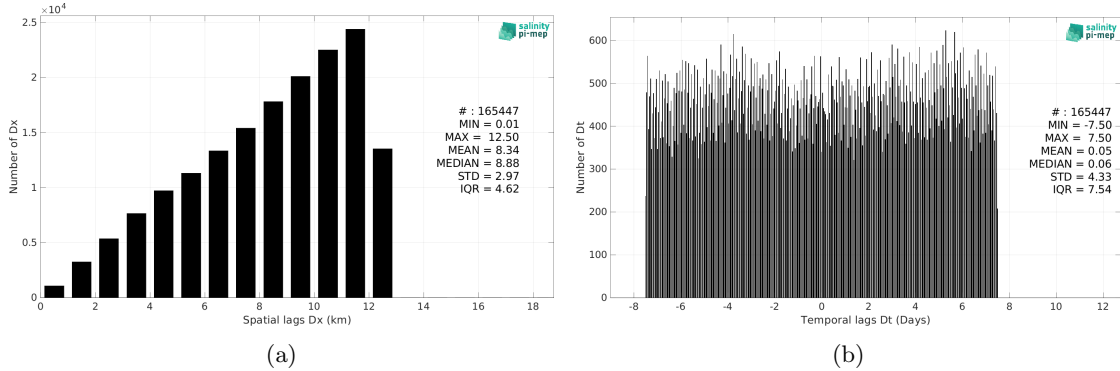 ×10⁴
2.5
2
1.5
1
0.5
0
0 2 4 6 8 10 12 14 16 18
Number of Dx
Spatial lags Dx (km)
salinity
pi-mep
# : 165447
MIN = 0.01
MAX = 12.50
MEAN = 8.34
MEDIAN = 8.88
STD = 2.97
IQR = 4.62
(a)
600
500
400
300
200
100
0
-8 -6 -4 -2 0 2 4 6 8 10 12
Number of Dt
Temporal lags Dt (Days)
salinity
pi-mep
# : 165447
MIN = -7.50
MAX = 7.50
MEAN = 0.05
MEDIAN = 0.06
STD = 4.33
IQR = 7.54
(b)